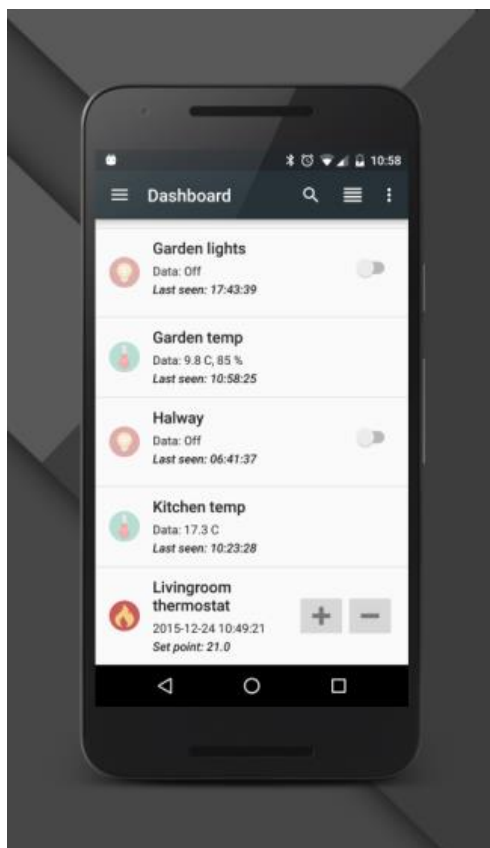 10:58
Dashboard
Garden lights
Data: Off
Last seen: 17:43:39
Garden temp
Data: 9.8 C, 85 %
Last seen: 10:58:25
Halway
Data: Off
Last seen: 06:41:37
Kitchen temp
Data: 17.3 C
Last seen: 10:23:28
Livingroom
thermostat
2015-12-24 10:49:21
Set point: 21.0